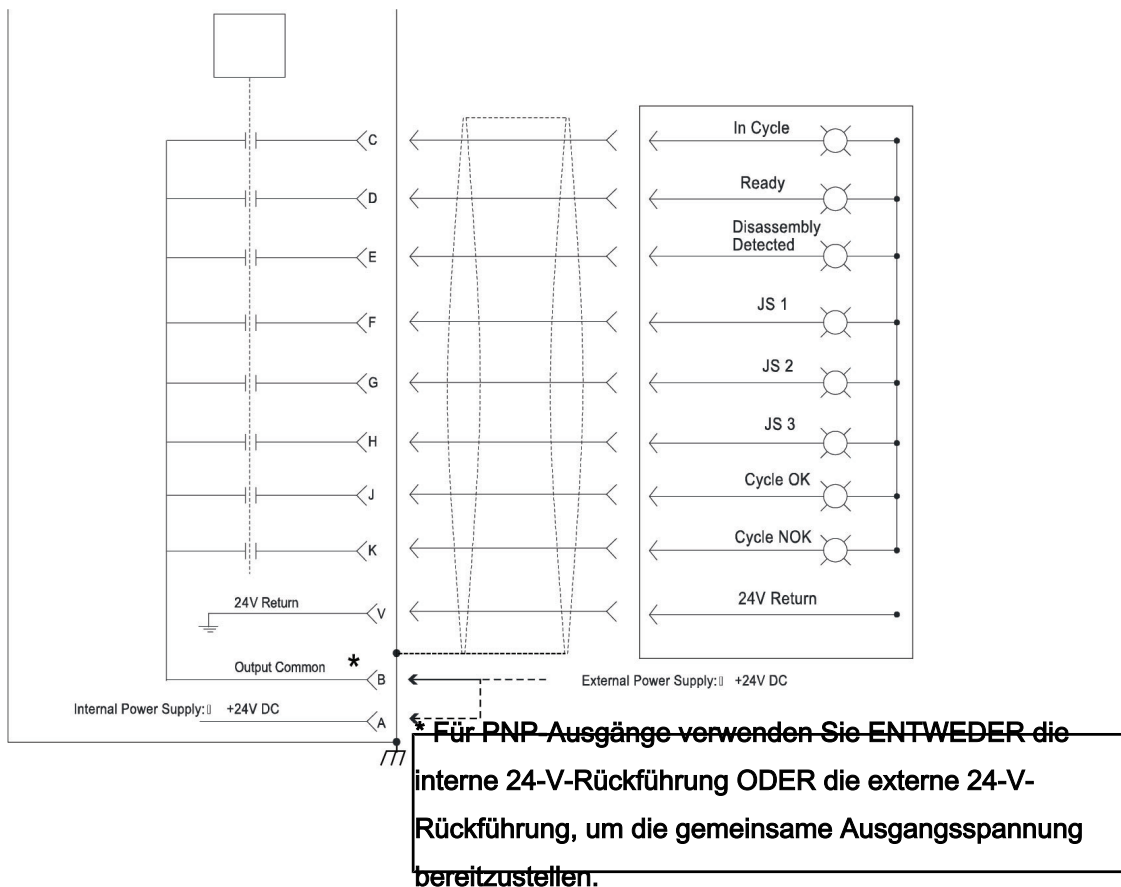 C
In Cycle
D
Ready
E
Disassembly
Detected
F
JS 1
G
JS 2
H
JS 3
J
Cycle OK
K
Cycle NOK
24V Return
V
24V Return
Output Common
*
B
External Power Supply:▯ +24V DC
Internal Power Supply:▯ +24V DC
A
* Für PNP-Ausgänge verwenden Sie ENTWEDER die
interne 24-V-Rückführung ODER die externe 24-V-
Rückführung, um die gemeinsame Ausgangsspannung
bereitzustellen.